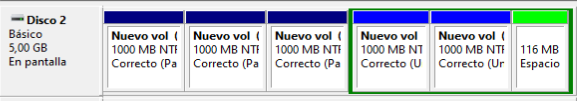 Disco 2
Básico
5,00 GB
En pantalla
Nuevo vol (
1000 MB NTF
Correcto (Pa
Nuevo vol (
1000 MB NTF
Correcto (Pa
Nuevo vol (
1000 MB NTF
Correcto (Pa
Nuevo vol (
1000 MB NT
Correcto (U
Nuevo vol (
1000 MB NTF
Correcto (Ur
116 MB
Espacio